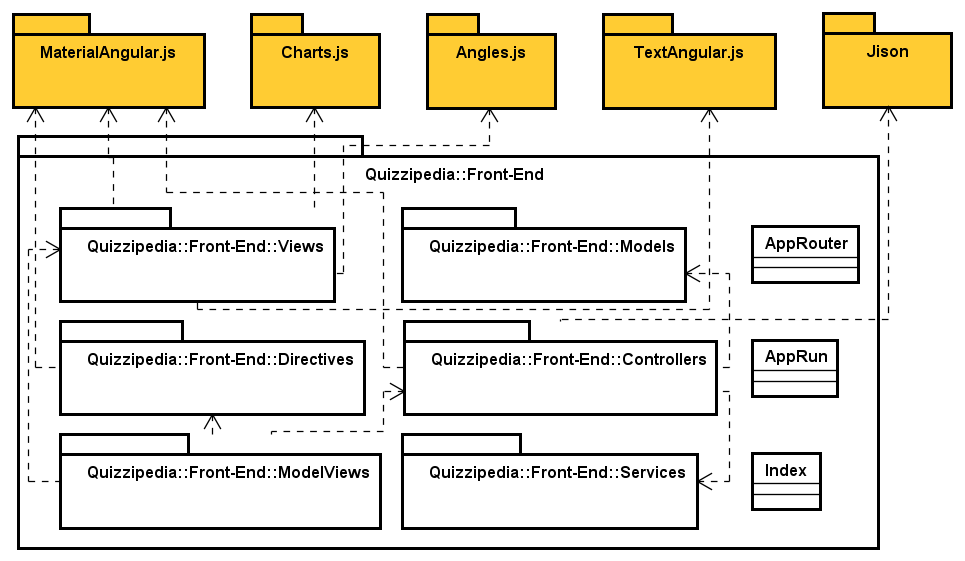 MaterialAngular.js
Charts.js
Angles.js
TextAngular.js
Jison
Quizzipedia::Front-End
Quizzipedia::Front-End::Views
Quizzipedia::Front-End::Models
AppRouter
Quizzipedia::Front-End::Directives
Quizzipedia::Front-End::Controllers
AppRun
Quizzipedia::Front-End::ModelViews
Quizzipedia::Front-End::Services
Index